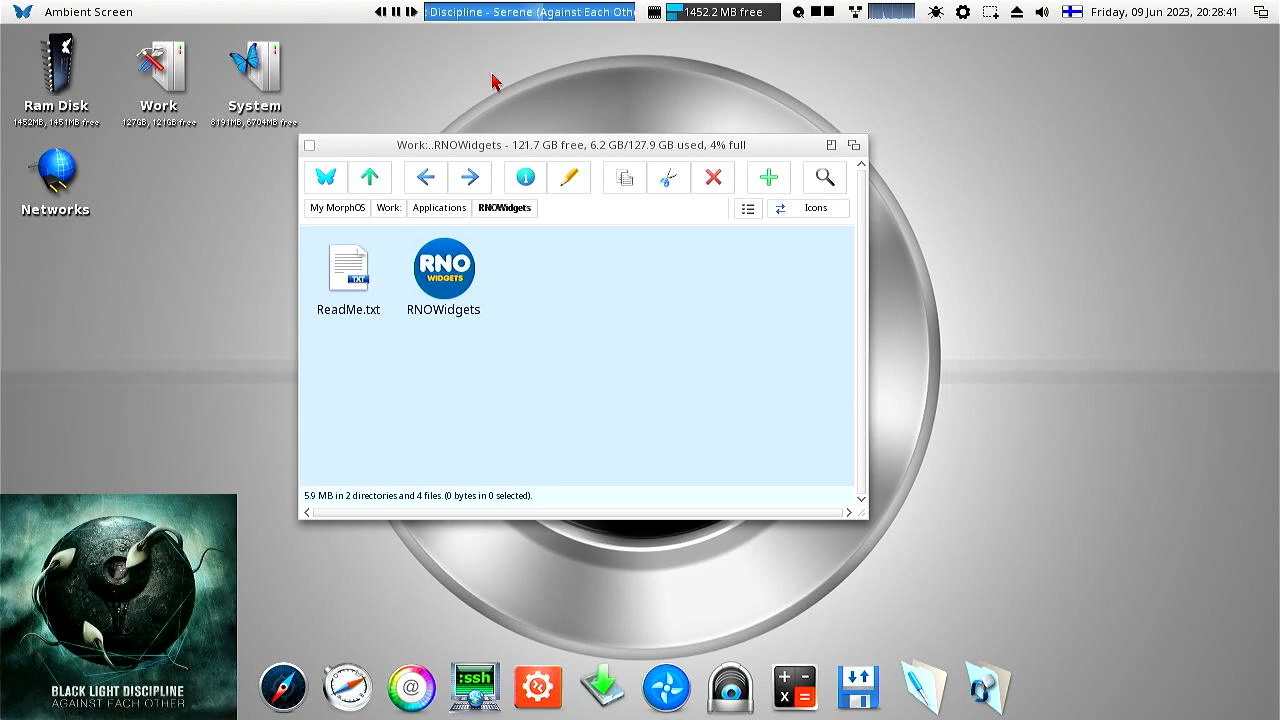 Ambient Screen
: Discipline - Serene (Against Each Othe
1452.2 MB free
Friday, 09 Jun 2023, 20:28:41
Ram Disk
1452MB, 1451MB free
Work
127GB, 121GB free
System
8191MB, 6704MB free
Networks
Work:..RNOWidgets - 121.7 GB free, 6.2 GB/127.9 GB used, 4% full
My MorphOS
Work:
Applications
RNOWidgets
Icons
TXT
RNO
WIDGETS
ReadMe.txt
RNOWidgets
5.9 MB in 2 directories and 4 files. (0 bytes in 0 selected).
BLACK LIGHT DISCIPLINE
AGAINST EACH OTHER
@
:ssh
+ -
x =